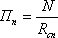 Пп = N / Rсп